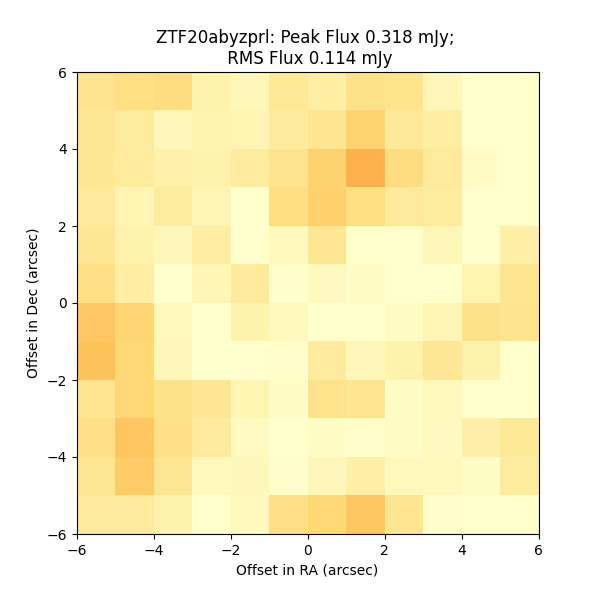 ZTF20abyzprl: Peak Flux 0.318 mJy;
RMS Flux 0.114 mJy
6
4
2
0
−2
−4
−6
Offset in Dec (arcsec)
−6 −4 −2 0 2 4 6
Offset in RA (arcsec)